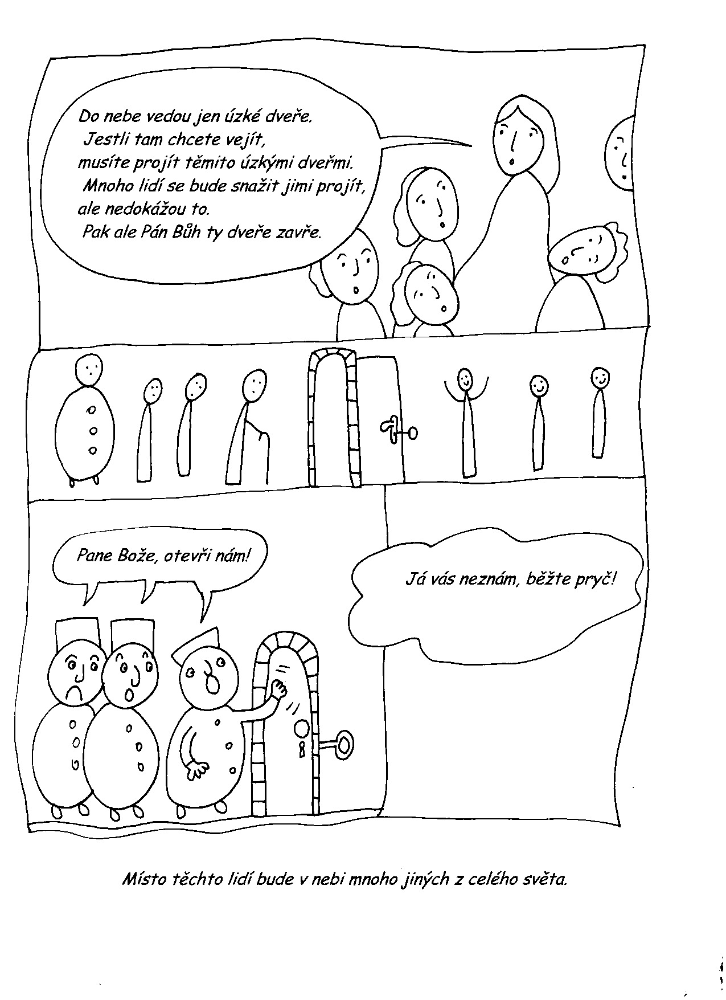 Do nebe vedou jen úzké dveře.
Jestli tam chcete vejít,
musíte projít těmito úzkými dveřmi.
Mnoho lidí se bude snažit jimi projít,
ale nedokážou to.
Pak ale Pán Bůh ty dveře zavře.
Pane Bože, otevři nám!
Já vás neznám, běžte pryč!
Místo těchto lidí bude v nebi mnoho jiných z celého světa.